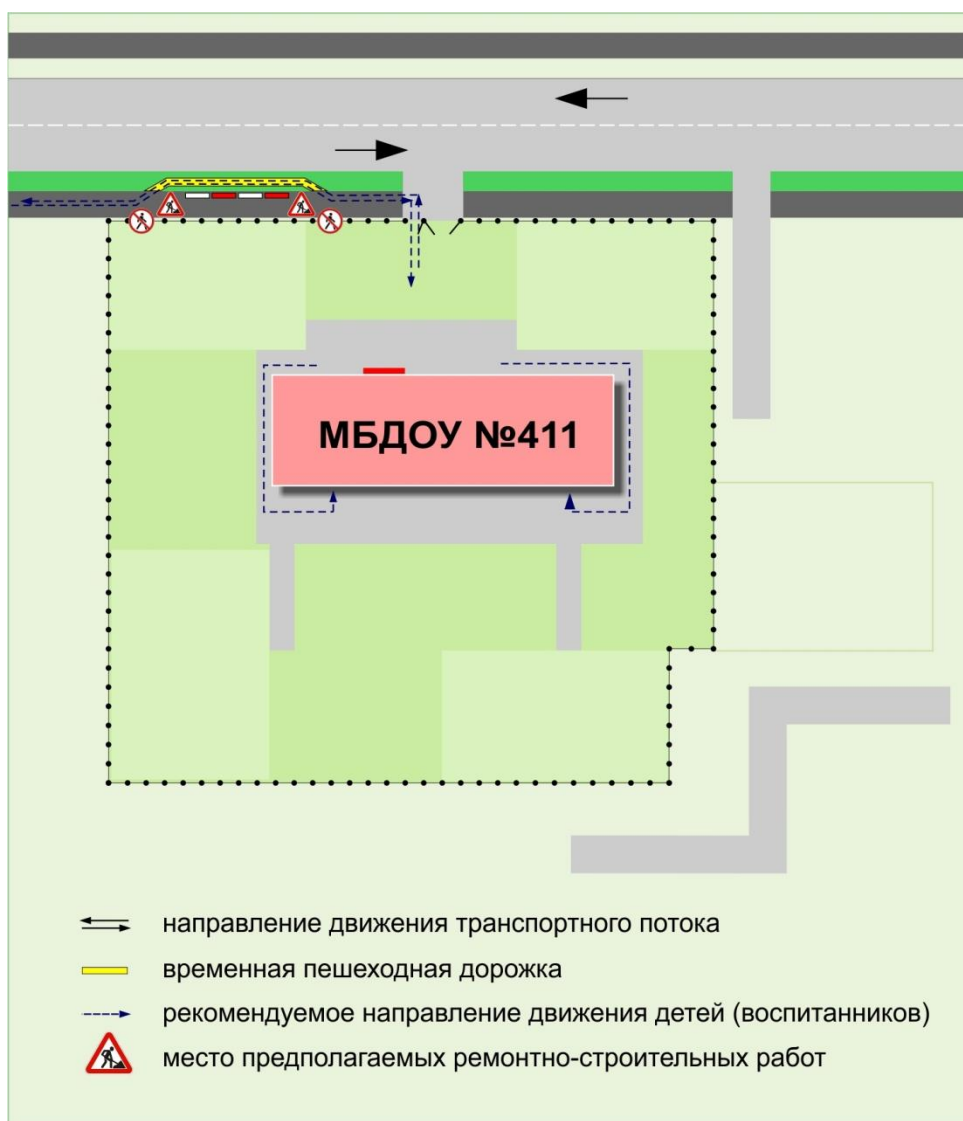 МБДОУ №411
направление движения транспортного потока
временная пешеходная дорожка
рекомендуемое направление движения детей (воспитанников)
место предполагаемых ремонтно-строительных работ